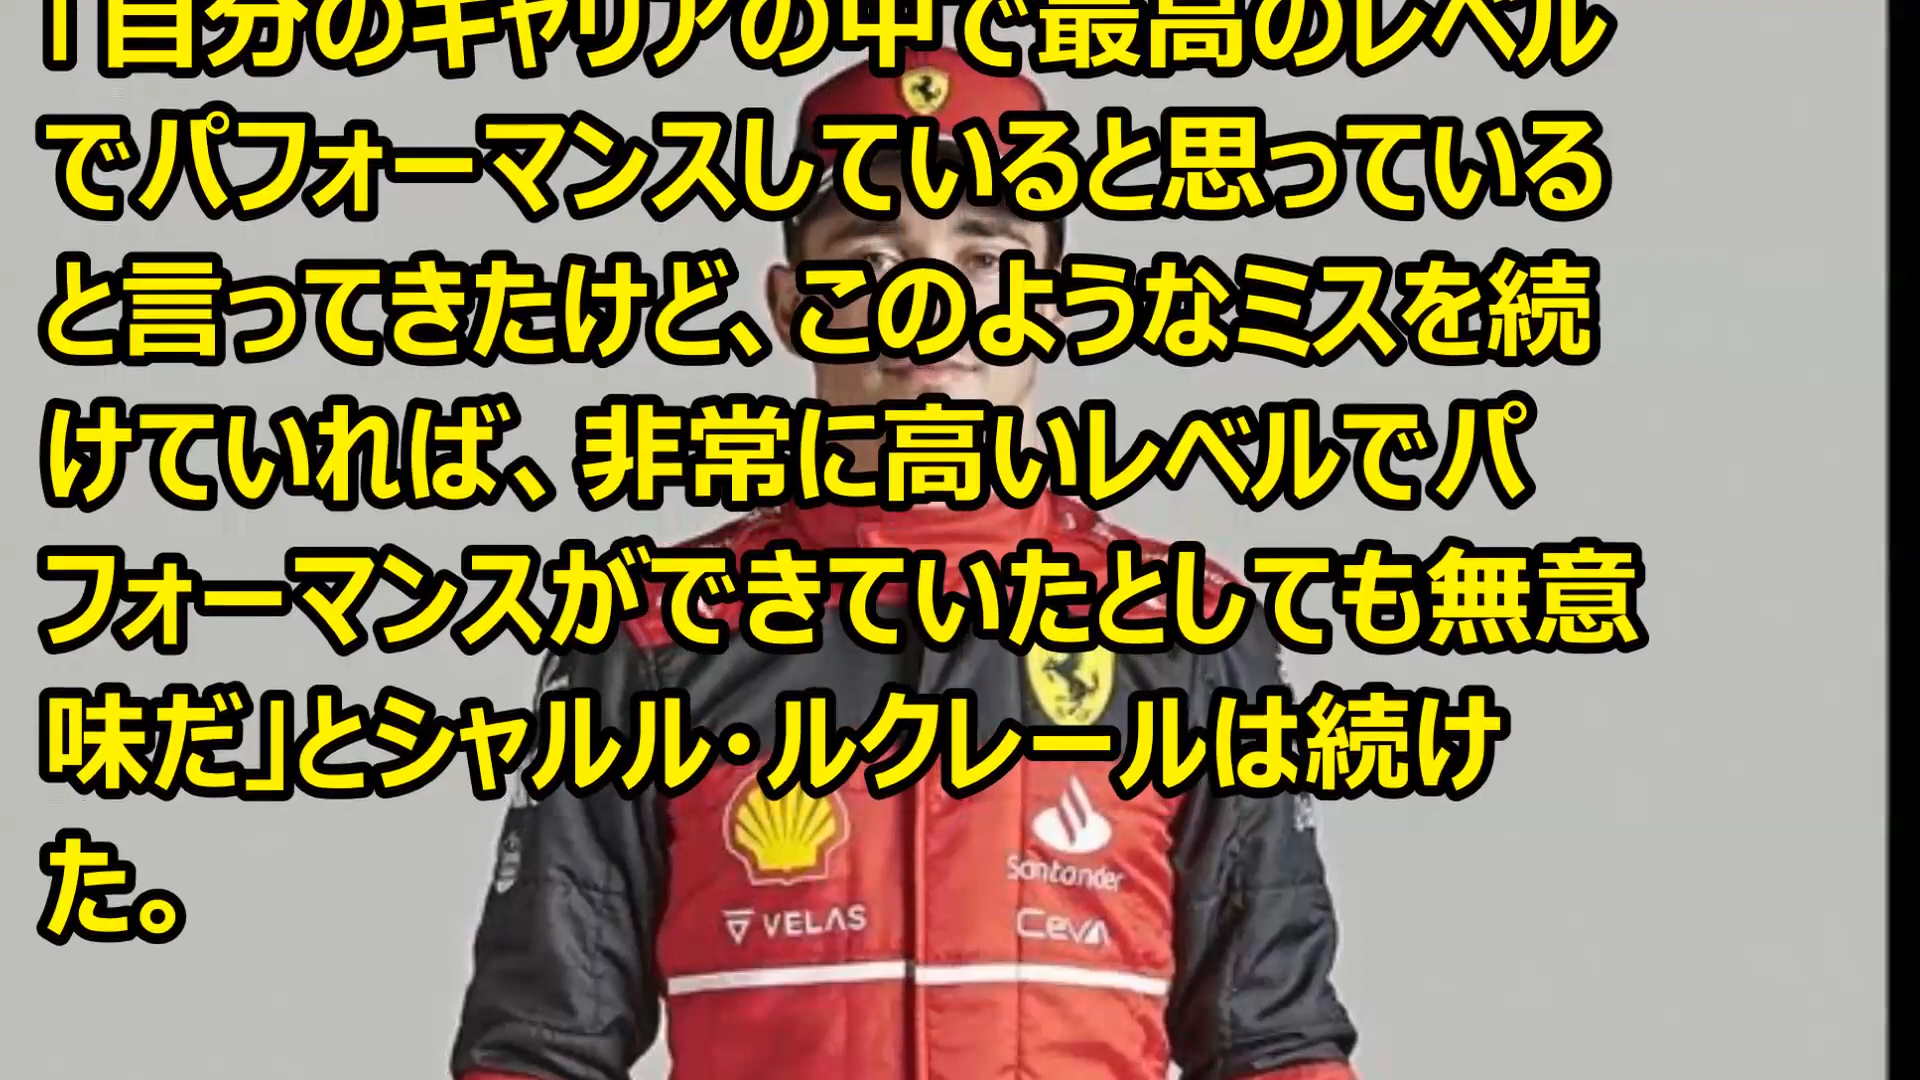 「自分のキャリアの中で最高のレベル
でパフォーマンスしていると思っている
と言ってきたけど、このようなミスを続
けていれば、非常に高いレベルでパ
フォーマンスができていたとしても無意
味だ」とシャルル・ルクレールは続け
た。
Santander
VELAS
CEVA